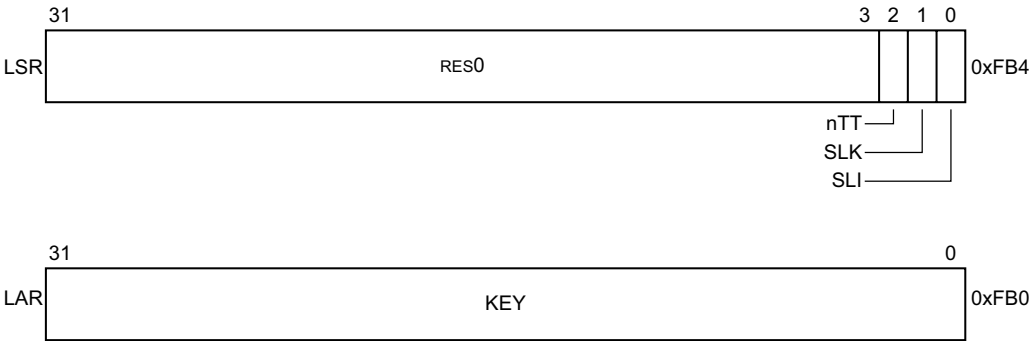 31 3 2 1 0
LSR RES0 0xFB4
nTT
SLK
SLI
31 0
LAR KEY 0xFB0